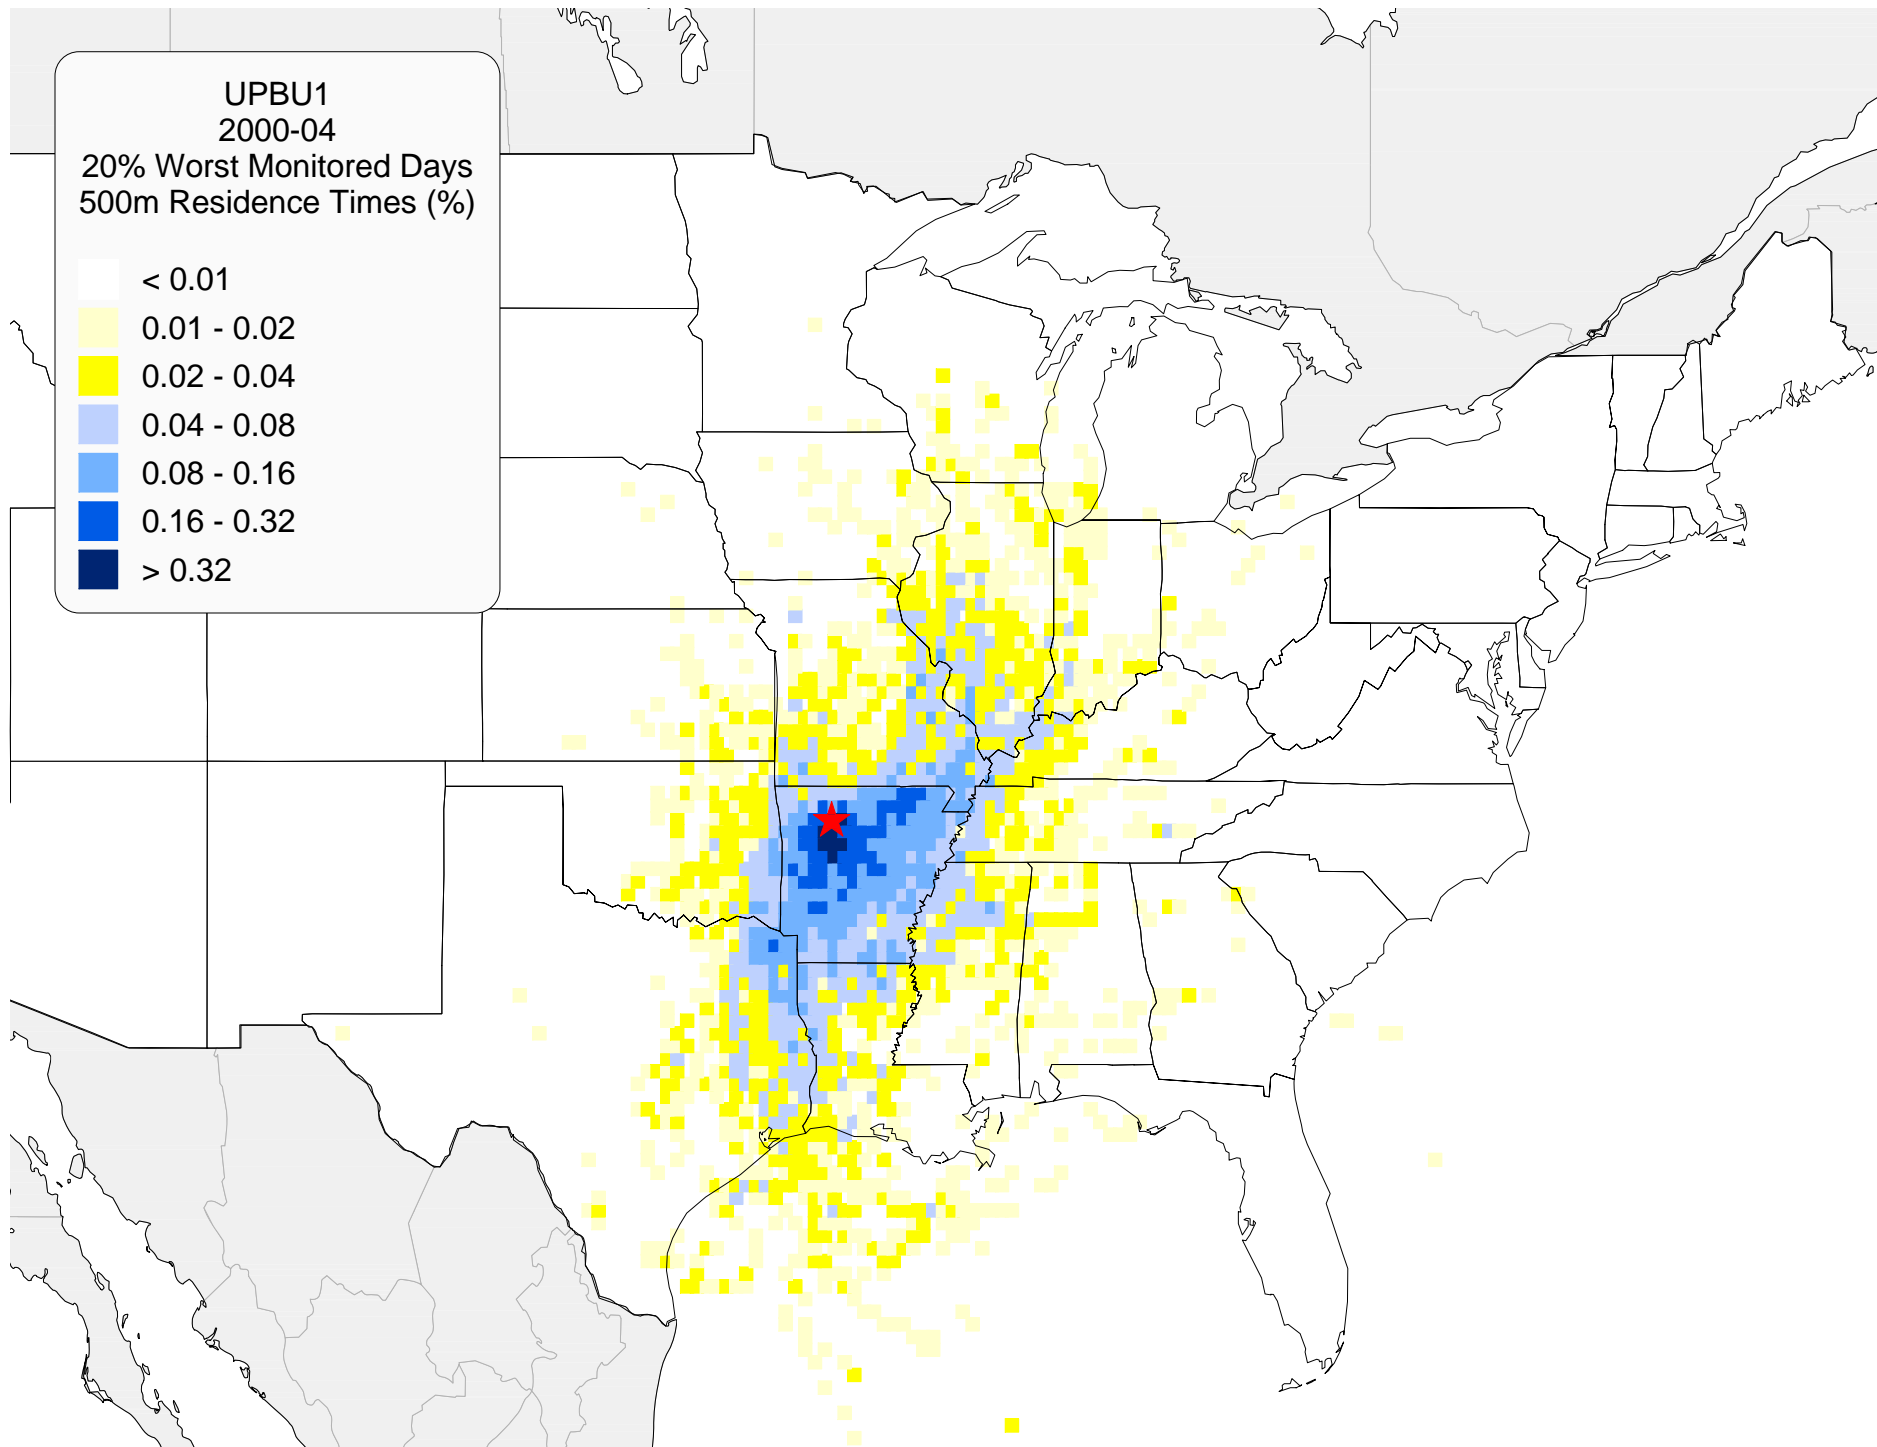 UPBU1
2000-04
20% Worst Monitored Days
500m Residence Times (%)
< 0.01
0.01 - 0.02
0.02 - 0.04
0.04 - 0.08
0.08 - 0.16
0.16 - 0.32
> 0.32